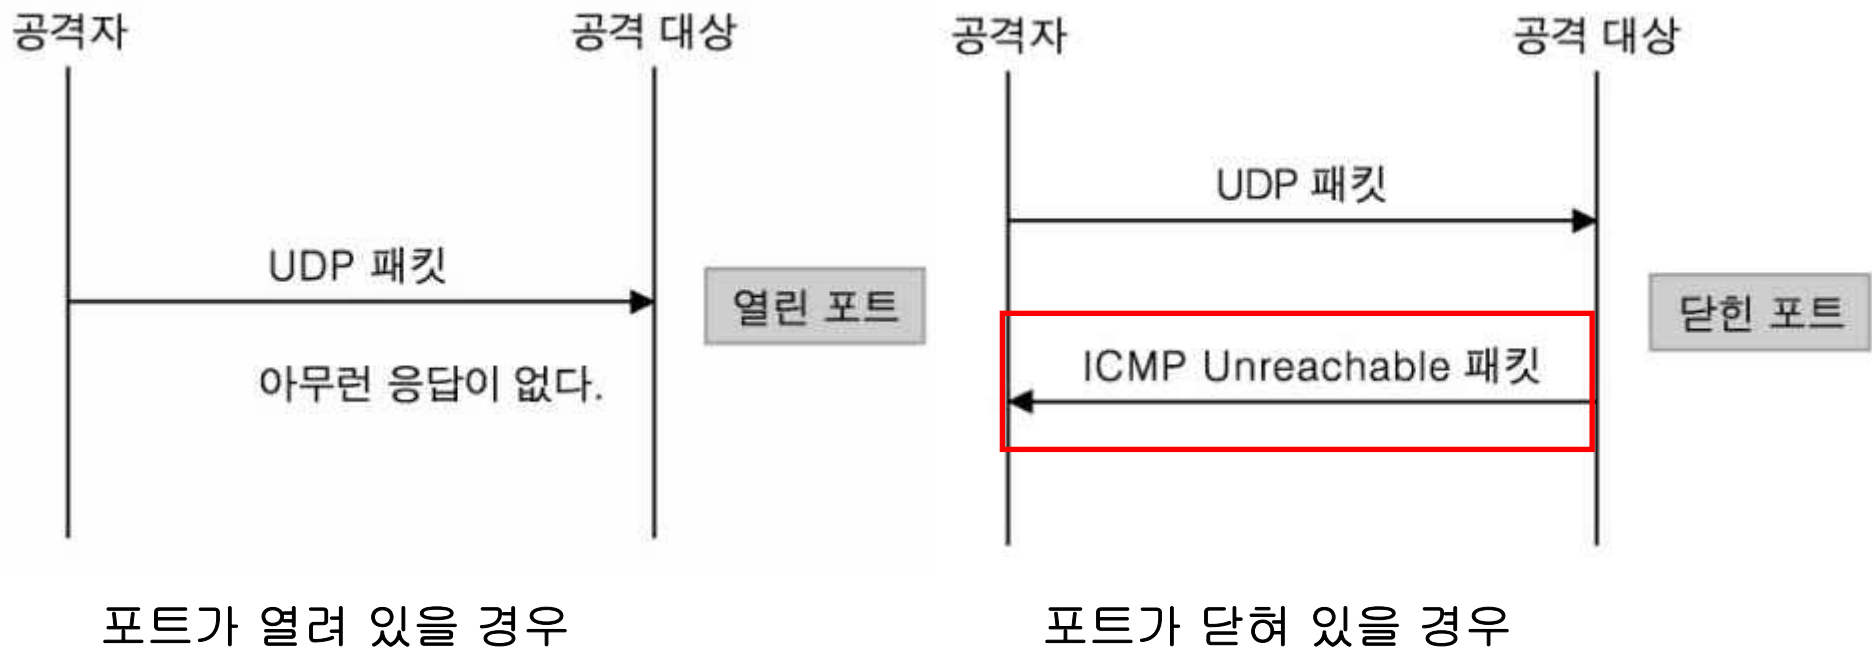 공격자
공격 대상
UDP 패킷
열린 포트
아무런 응답이 없다.
포트가 열려 있을 경우
공격자
공격 대상
UDP 패킷
닫힌 포트
ICMP Unreachable 패킷
포트가 닫혀 있을 경우